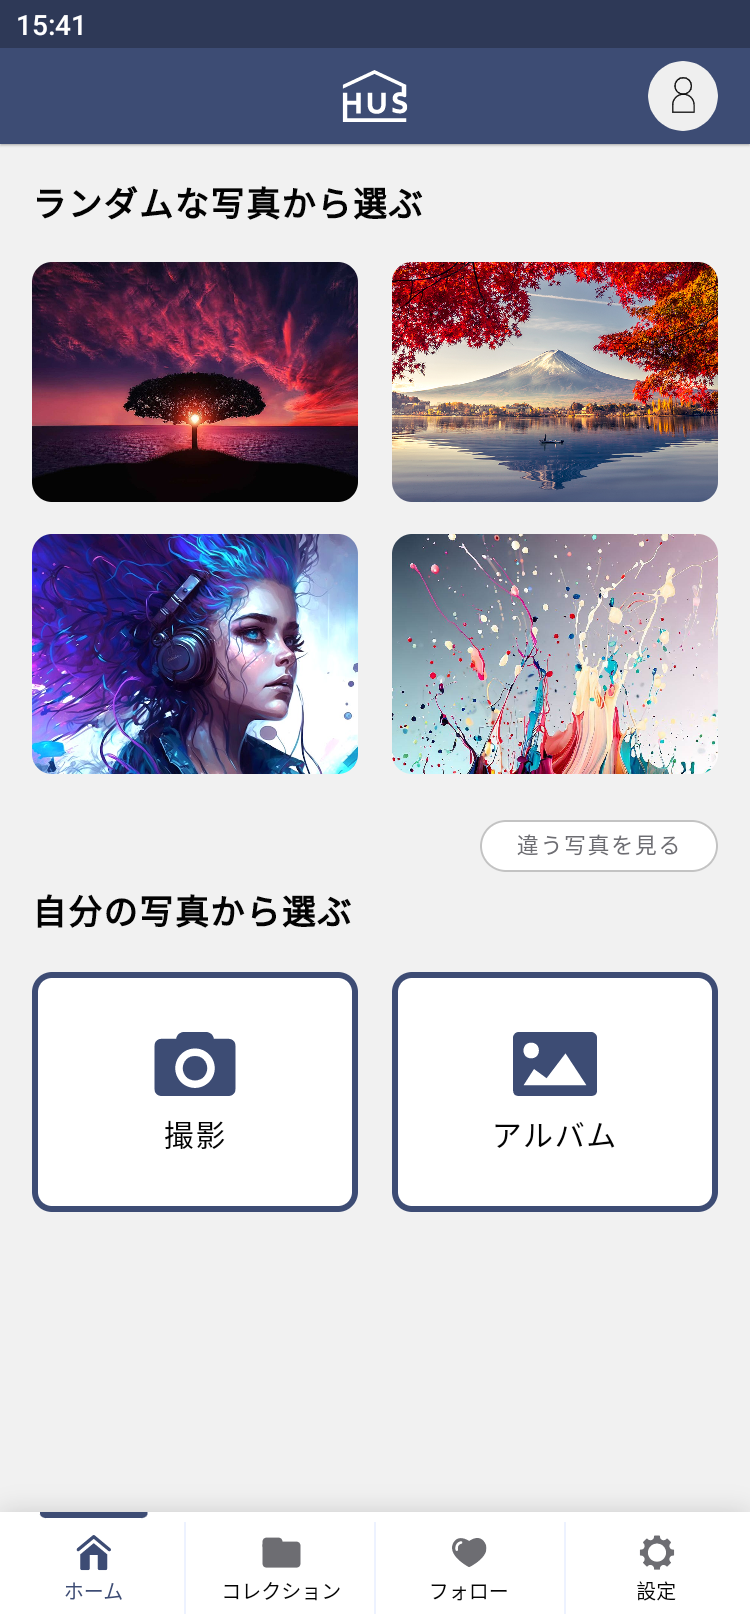 15:41
HUS
ランダムな写真から選ぶ
違う写真を見る
自分の写真から選ぶ
撮影
アルバム
ホーム
コレクション
フォロー
設定